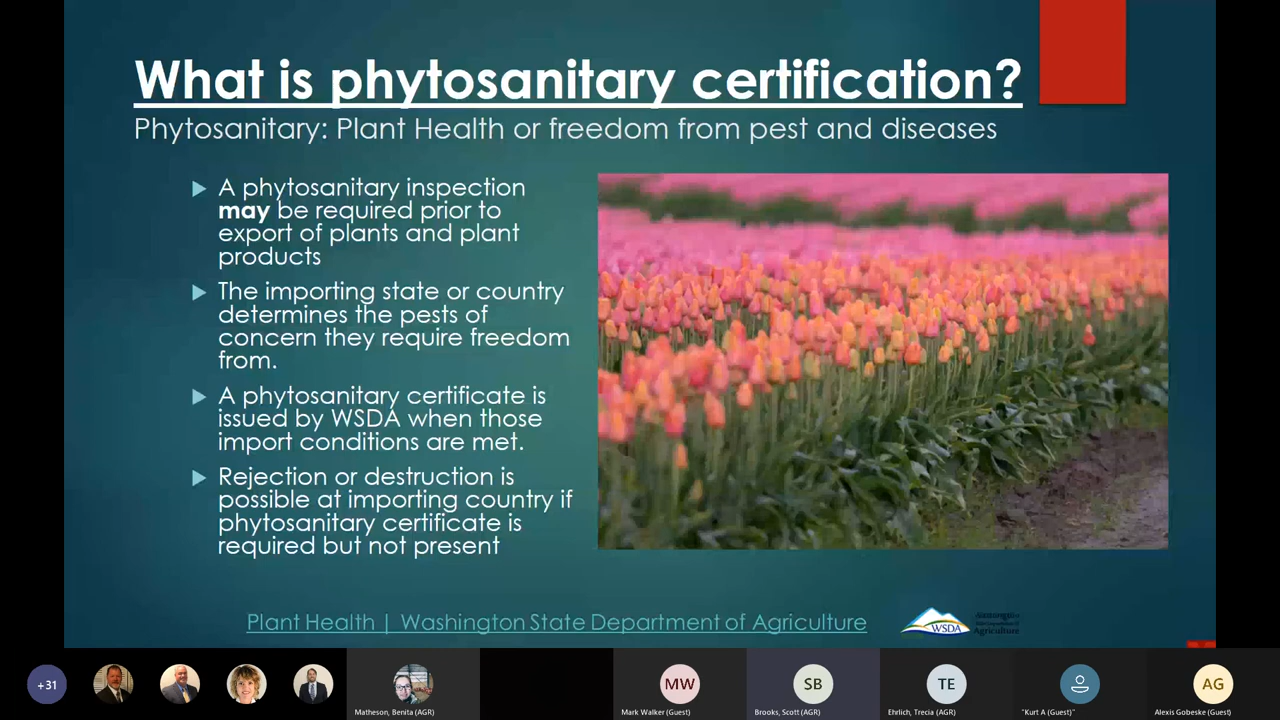 What is phytosanitary certification?
Phytosanitary: Plant Health or freedom from pest and diseases
A phytosanitary inspection
may be required prior to
export of plants and plant
products
The importing state or country
determines the pests of
concern they require freedom
from.
A phytosanitary certificate is
issued by WSDA when those
import conditions are met.
Rejection or destruction is
possible at importing country if
phytosanitary certificate is
required but not present
Plant Health | Washington State Department of Agriculture
WSDA
Agriculture
+31
MW
SB
TE
AG
Matheson, Benita (AGR)
Mark Walker (Guest)
Brooks, Scott (AGR)
Ehrlich, Trecia (AGR)
"Kurt A (Guest)"
Alexis Gobeske (Guest)